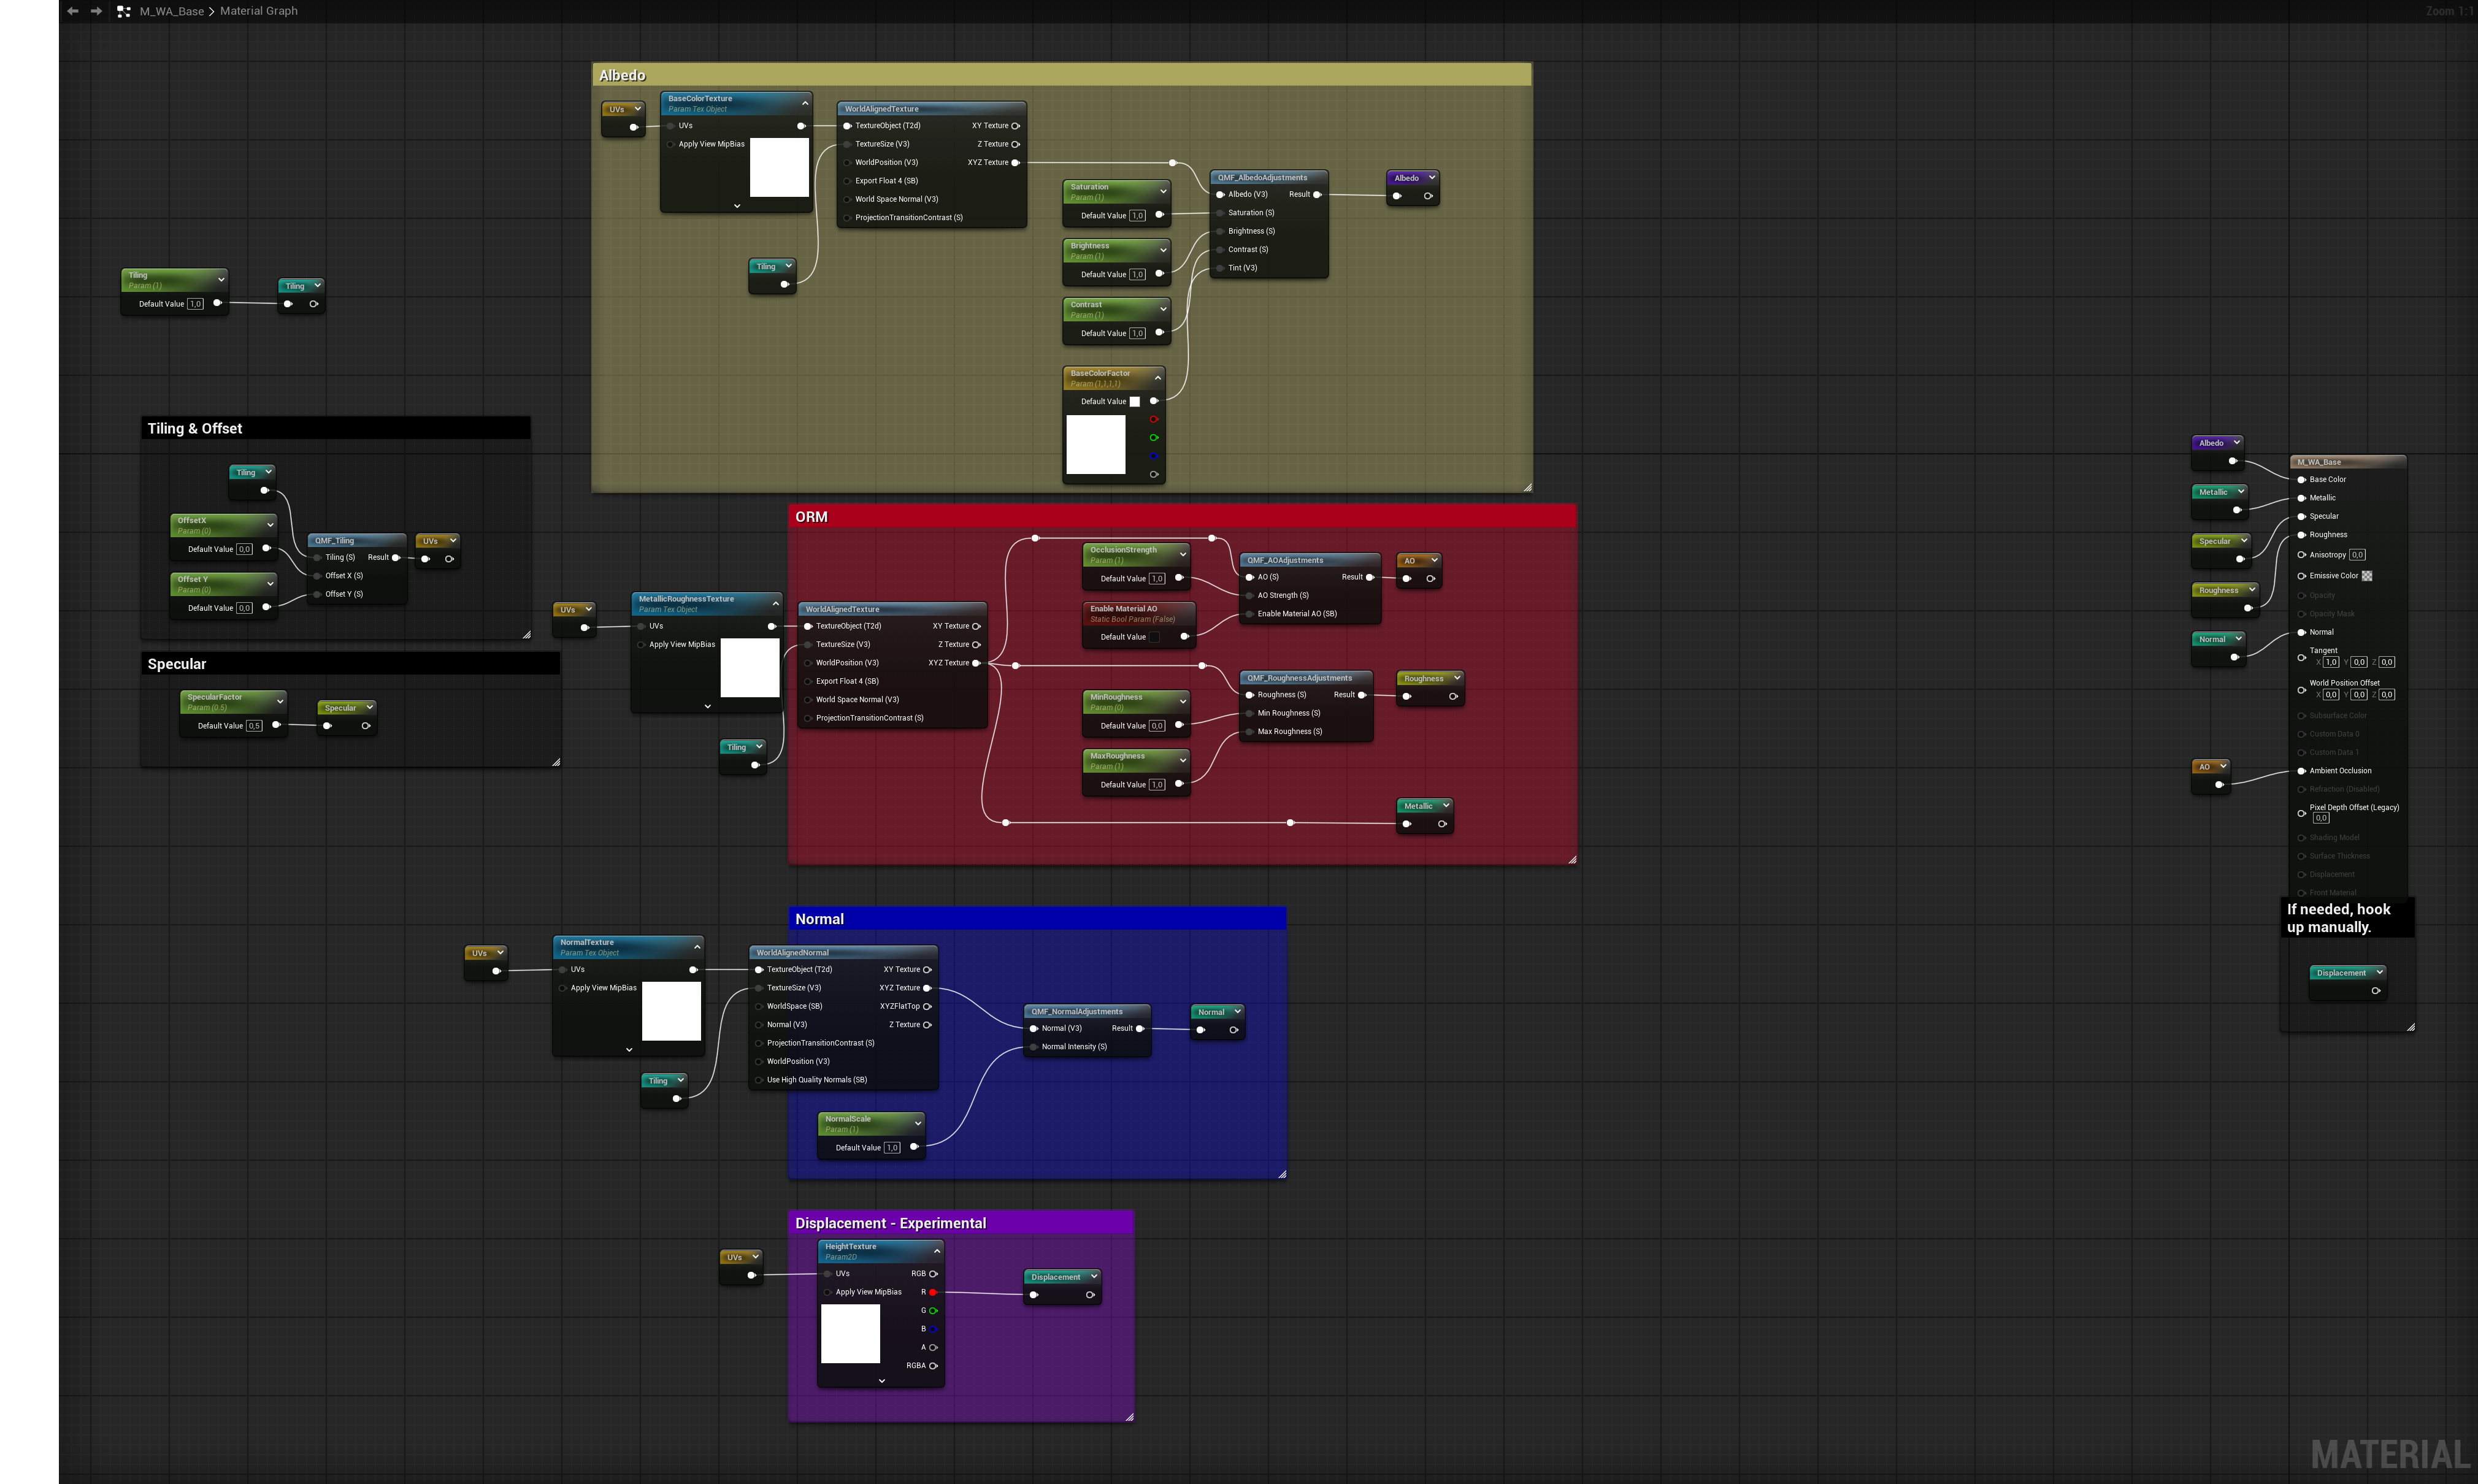 M_WA_Base > Material Graph
Zoom 1:1
Albedo
UVs
BaseColorTexture
Param Tex Object
UVs
Apply View MipBias
WorldAlignedTexture
TextureObject (T2d)
XY Texture
TextureSize (V3)
Z Texture
WorldPosition (V3)
XYZ Texture
Export Float 4 (SB)
World Space Normal (V3)
ProjectionTransitionContrast (S)
Tiling
Saturation
Param (1)
Default Value 1,0
Brightness
Param (1)
Default Value 1,0
Contrast
Param (1)
Default Value 1,0
BaseColorFactor
Param (1,1,1,1)
Default Value
QMF_AlbedoAdjustments
Albedo (V3)
Result
Saturation (S)
Brightness (S)
Contrast (S)
Tint (V3)
Albedo
Tiling
Param (1)
Default Value 1,0
Tiling
Tiling & Offset
Tiling
OffsetX
Param (0)
Default Value 0,0
Offset Y
Param (0)
Default Value 0,0
QMF_Tiling
Tiling (S)
Result
Offset X (S)
Offset Y (S)
UVs
Specular
SpecularFactor
Param (0.5)
Default Value 0,5
Specular
ORM
UVs
MetallicRoughnessTexture
Param Tex Object
UVs
Apply View MipBias
Tiling
WorldAlignedTexture
TextureObject (T2d)
XY Texture
TextureSize (V3)
Z Texture
WorldPosition (V3)
XYZ Texture
Export Float 4 (SB)
World Space Normal (V3)
ProjectionTransitionContrast (S)
OcclusionStrength
Param (1)
Default Value 1,0
Enable Material AO
Static Bool Param (False)
Default Value
QMF_AOAdjustments
AO (S)
Result
AO Strength (S)
Enable Material AO (SB)
AO
MinRoughness
Param (0)
Default Value 0,0
MaxRoughness
Param (1)
Default Value 1,0
QMF_RoughnessAdjustments
Roughness (S)
Result
Min Roughness (S)
Max Roughness (S)
Roughness
Metallic
Normal
UVs
NormalTexture
Param Tex Object
UVs
Apply View MipBias
Tiling
WorldAlignedNormal
TextureObject (T2d)
XY Texture
TextureSize (V3)
XYZ Texture
WorldSpace (SB)
XYZFlatTop
Normal (V3)
Z Texture
ProjectionTransitionContrast (S)
WorldPosition (V3)
Use High Quality Normals (SB)
NormalScale
Param (1)
Default Value 1,0
QMF_NormalAdjustments
Normal (V3)
Result
Normal Intensity (S)
Normal
Displacement - Experimental
UVs
HeightTexture
Param2D
UVs
RGB
Apply View MipBias
R
G
B
A
RGBA
Displacement
Albedo
Metallic
Specular
Roughness
Normal
AO
M_WA_Base
Base Color
Metallic
Specular
Roughness
Anisotropy 0,0
Emissive Color
Opacity
Opacity Mask
Normal
Tangent
X 1,0 Y 0,0 Z 0,0
World Position Offset
X 0,0 Y 0,0 Z 0,0
Subsurface Color
Custom Data 0
Custom Data 1
Ambient Occlusion
Refraction (Disabled)
Pixel Depth Offset (Legacy)
0,0
Shading Model
Surface Thickness
Displacement
Front Material
If needed, hook
up manually.
Displacement
MATERIAL